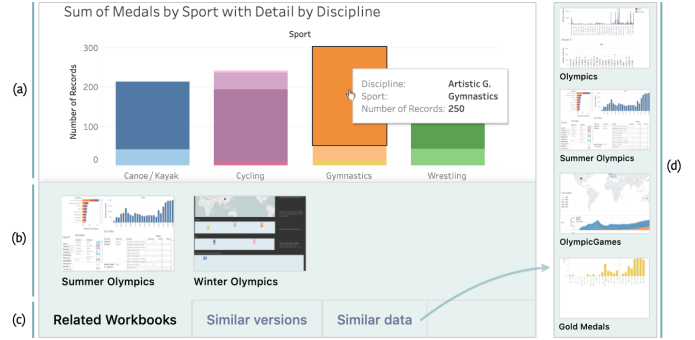 Sum of Medals by Sport with Detail by Discipline
Sport
(a)
Number of Records
300
200
100
0
Discipline: Artistic G.
Sport: Gymnastics
Number of Records: 250
Canoe / Kayak
Cycling
Gymnastics
Wrestling
(b)
Summer Olympics
Winter Olympics
(c)
Related Workbooks
Similar versions
Similar data
Olympics
Summer Olympics
(d)
OlympicGames
Gold Medals